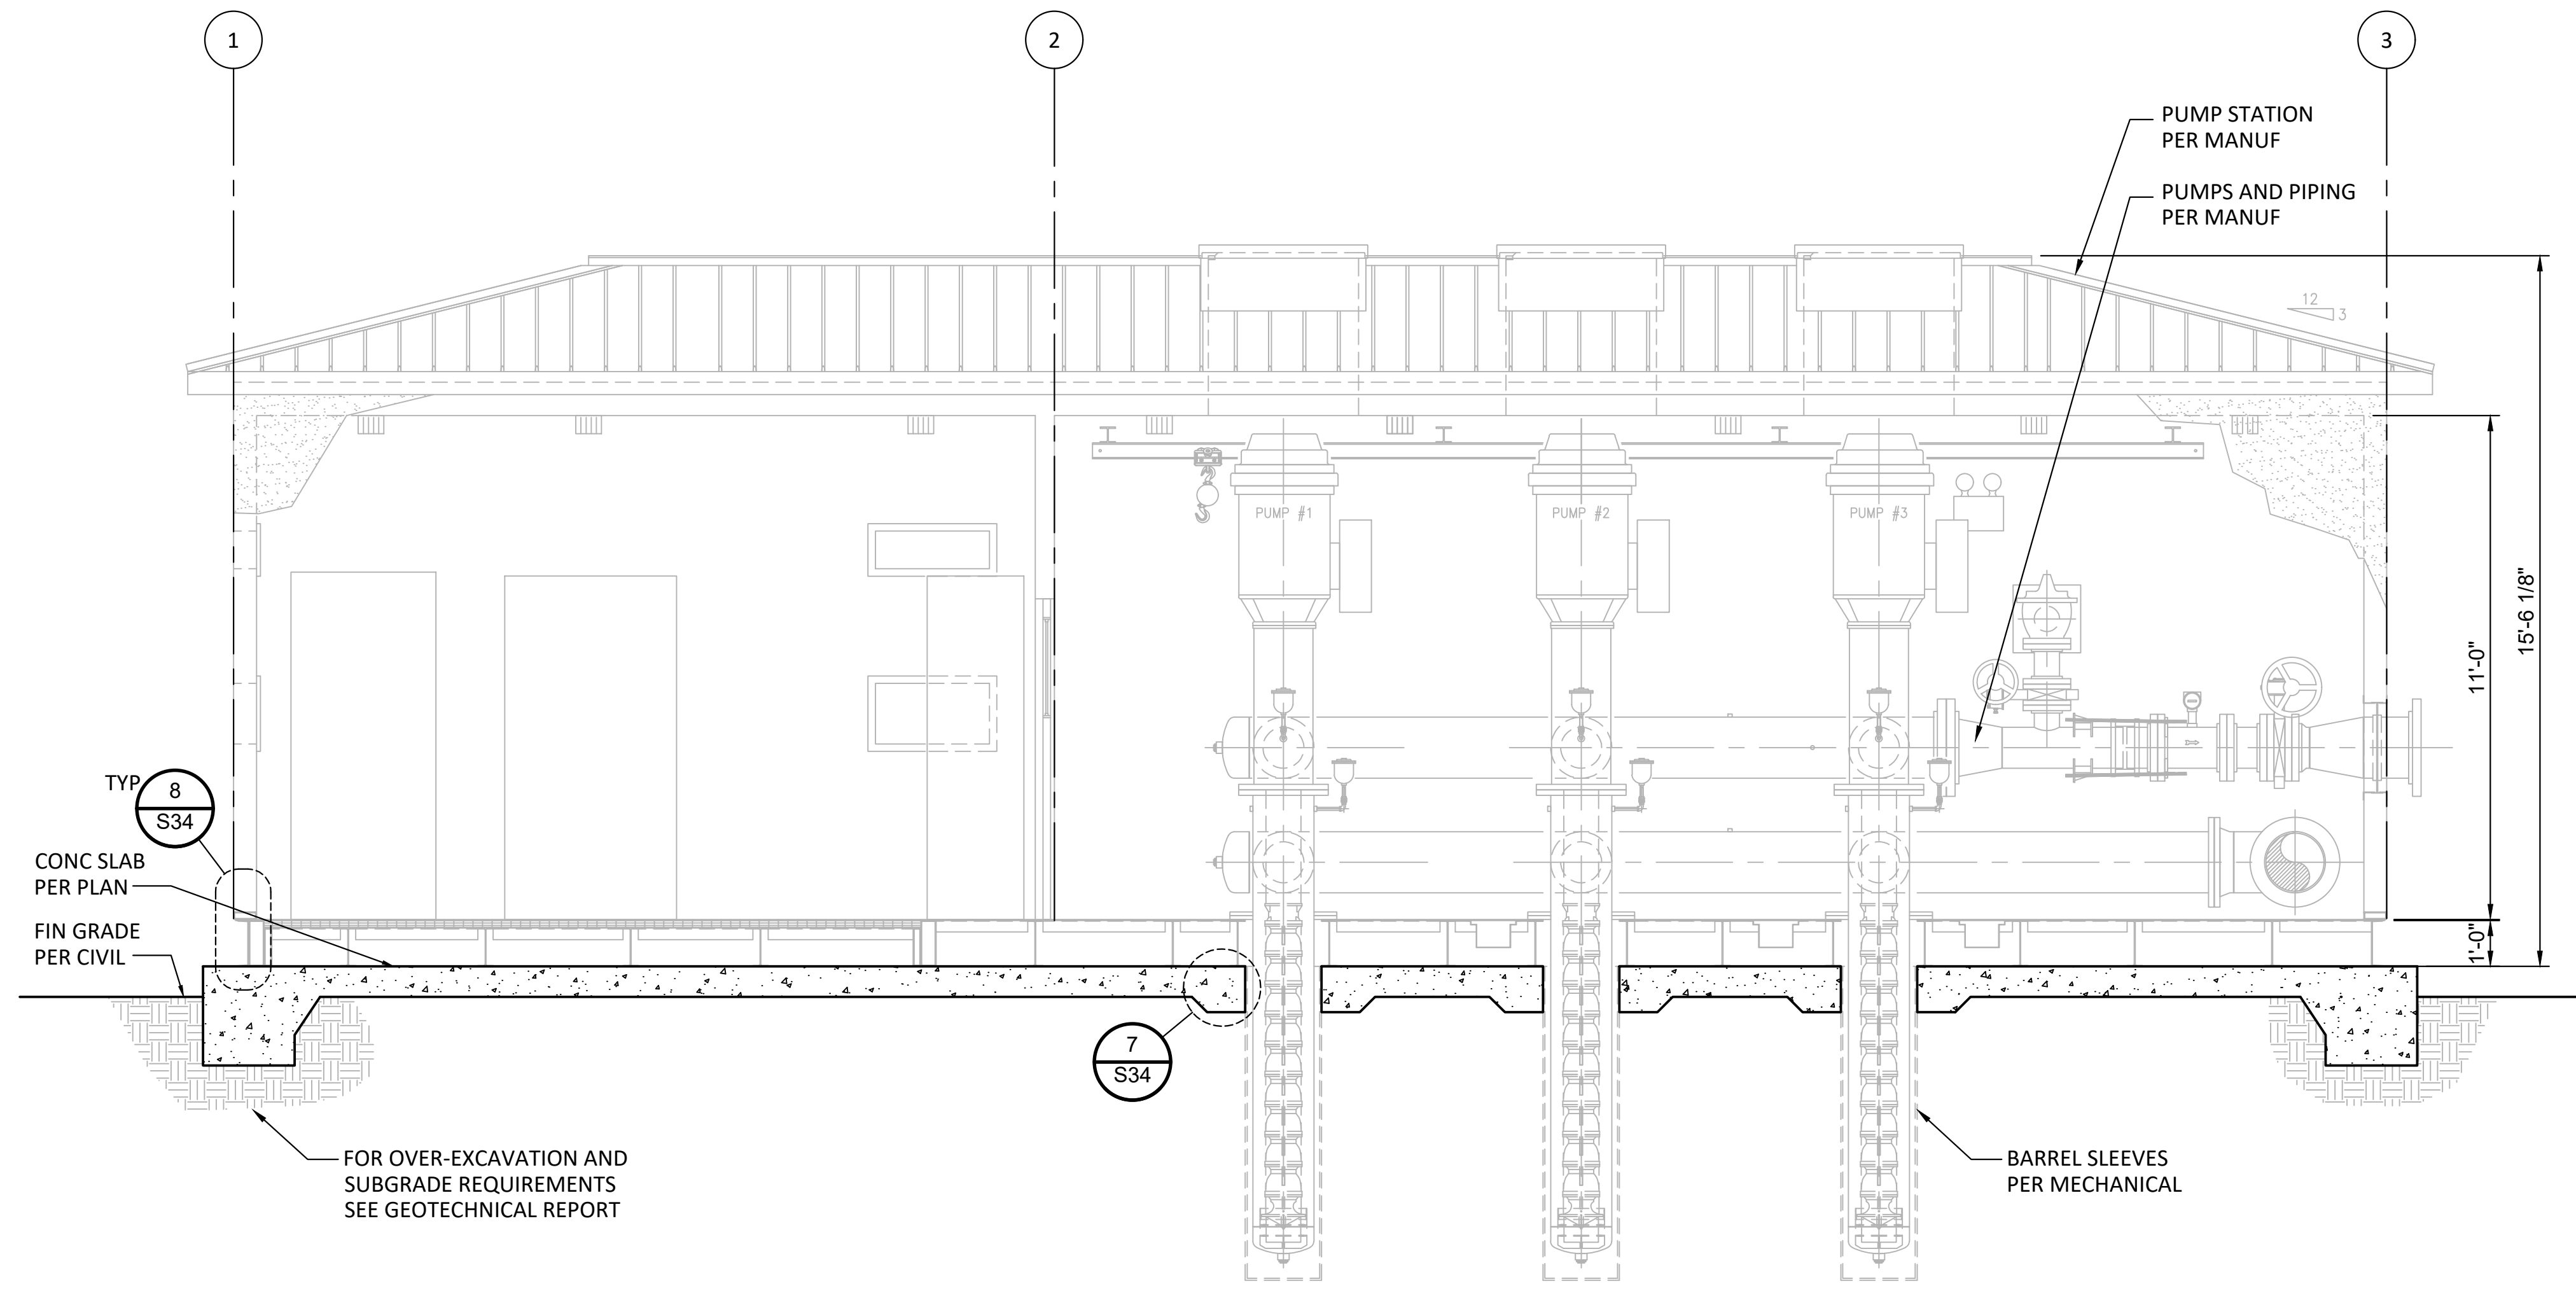 1
2
3
PUMP STATION
PER MANUF
PUMPS AND PIPING
PER MANUF
12
3
PUMP #1
PUMP #2
PUMP #3
15'-6 1/8"
11'-0"
1'-0"
TYP
8
S34
CONC SLAB
PER PLAN
FIN GRADE
PER CIVIL
7
S34
FOR OVER-EXCAVATION AND
SUBGRADE REQUIREMENTS
SEE GEOTECHNICAL REPORT
BARREL SLEEVES
PER MECHANICAL